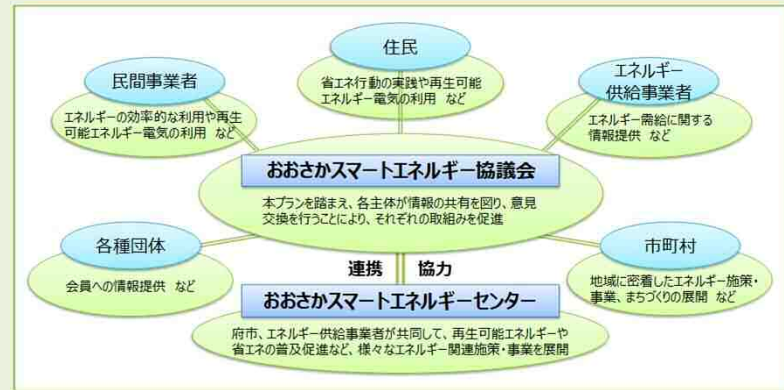 住民
省エネ行動の実践や再生可能
エネルギー電気の利用 など
民間事業者
エネルギーの効率的な利用や再生
可能エネルギー電気の利用 など
エネルギー
供給事業者
エネルギー需給に関する
情報提供 など
おおさかスマートエネルギー協議会
本プランを踏まえ、各主体が情報の共有を図り、意見
交換を行うことにより、それぞれの取組みを促進
各種団体
会員への情報提供 など
市町村
地域に密着したエネルギー施策・
事業、まちづくりの展開 など
連携 協力
おおさかスマートエネルギーセンター
府市、エネルギー供給事業者が共同して、再生可能エネルギーや
省エネの普及促進など、様々なエネルギー関連施策・事業を展開